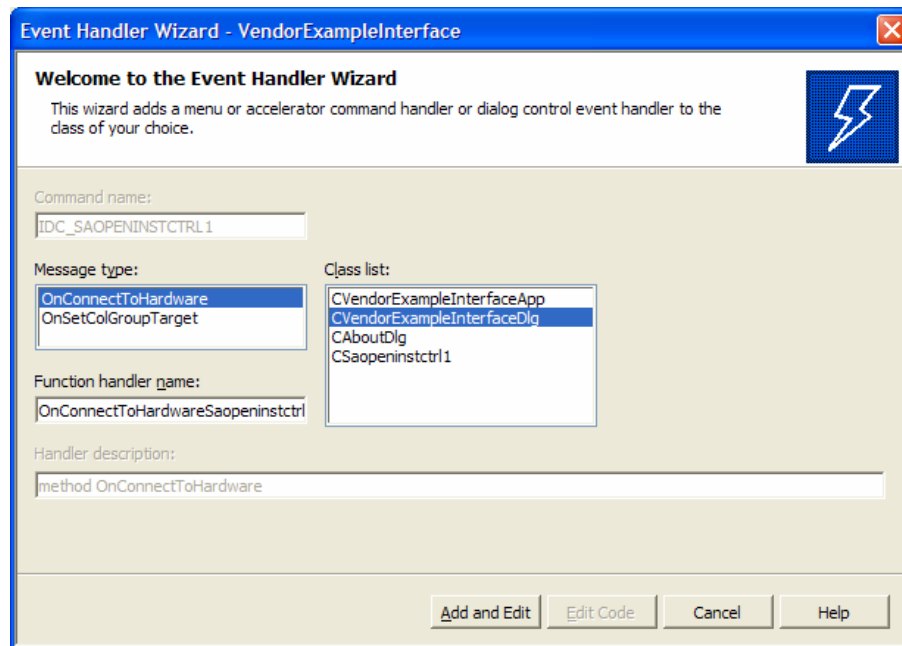 Event Handler Wizard - VendorExampleInterface
Welcome to the Event Handler Wizard
This wizard adds a menu or accelerator command handler or dialog control event handler to the
class of your choice.
Command name:
IDC_SAOPENINSTCTRL1
Message type:
OnConnectToHardware
OnSetColGroupTarget
Class list:
CVendorExampleInterfaceApp
CVendorExampleInterfaceDlg
CAboutDlg
CSaopeninstctrl1
Function handler name:
OnConnectToHardwareSaopeninstctrl
Handler description:
method OnConnectToHardware
Add and Edit
Edit Code
Cancel
Help